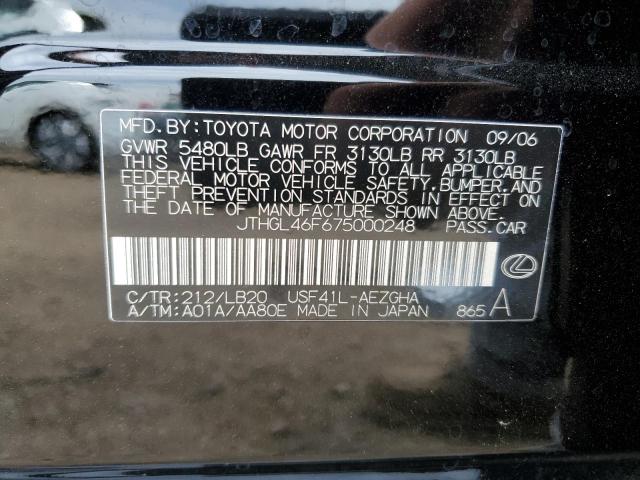 MFD.BY:TOYOTA MOTOR CORPORATION 09/06
GVWR 5480LB GAWR FR 3130LB RR 3130LB
THIS VEHICLE CONFORMS TO ALL APPLICABLE
FEDERAL MOTOR VEHICLE SAFETY, BUMPER, AND
THEFT PREVENTION STANDARDS IN EFFECT ON
THE DATE OF MANUFACTURE SHOWN ABOVE.
JTHGL46F675000248 PASS.CAR
C/TR:212/LB20 USF41L-AEZGHA
A/TM:A01A/AA80E MADE IN JAPAN 865 A